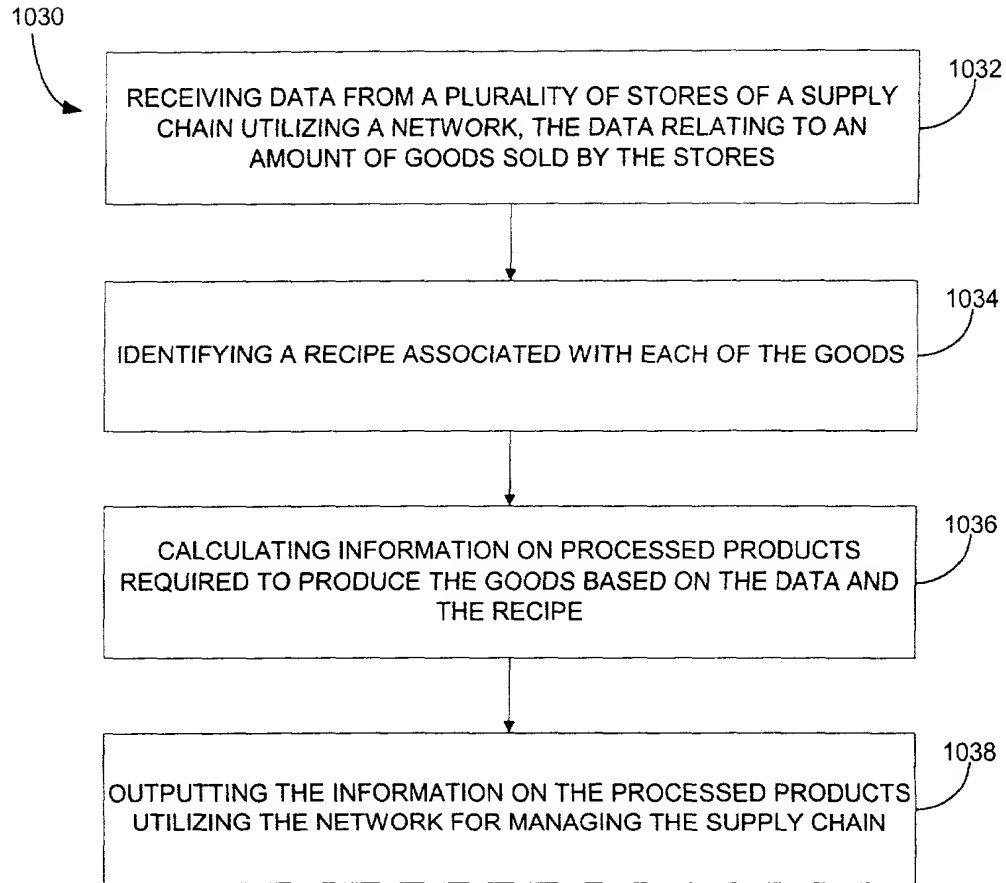 1030
1032
RECEIVING DATA FROM A PLURALITY OF STORES OF A SUPPLY
CHAIN UTILIZING A NETWORK, THE DATA RELATING TO AN
AMOUNT OF GOODS SOLD BY THE STORES
1034
IDENTIFYING A RECIPE ASSOCIATED WITH EACH OF THE GOODS
1036
CALCULATING INFORMATION ON PROCESSED PRODUCTS
REQUIRED TO PRODUCE THE GOODS BASED ON THE DATA AND
THE RECIPE
1038
OUTPUTTING THE INFORMATION ON THE PROCESSED PRODUCTS
UTILIZING THE NETWORK FOR MANAGING THE SUPPLY CHAIN